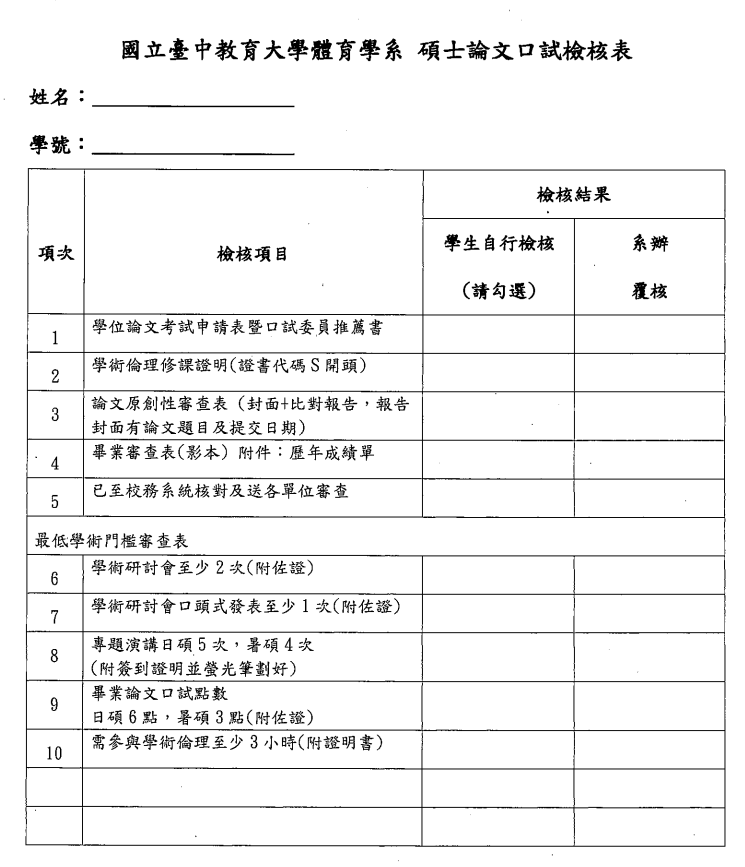 國立臺中教育大學體育學系 碩士論文口試檢核表
姓名：
學號：
項次
檢核項目
檢核結果
學生自行檢核
(請勾選)
系辦
覆核
1
學位論文考試申請表暨口試委員推薦書
2
學術倫理修課證明(證書代碼 S 開頭)
3
論文原創性審查表 (封面+比對報告，報告
封面有論文題目及提交日期)
4
畢業審查表(影本) 附件：歷年成績單
5
已至校務系統核對及送各單位審查
最低學術門檻審查表
6
學術研討會至少 2 次(附佐證)
7
學術研討會口頭式發表至少 1 次(附佐證)
8
專題演講日碩 5 次，暑碩 4 次
(附簽到證明並螢光筆劃好)
9
畢業論文口試點數
日碩 6 點，暑碩 3 點(附佐證)
10
需參與學術倫理至少 3 小時(附證明書)